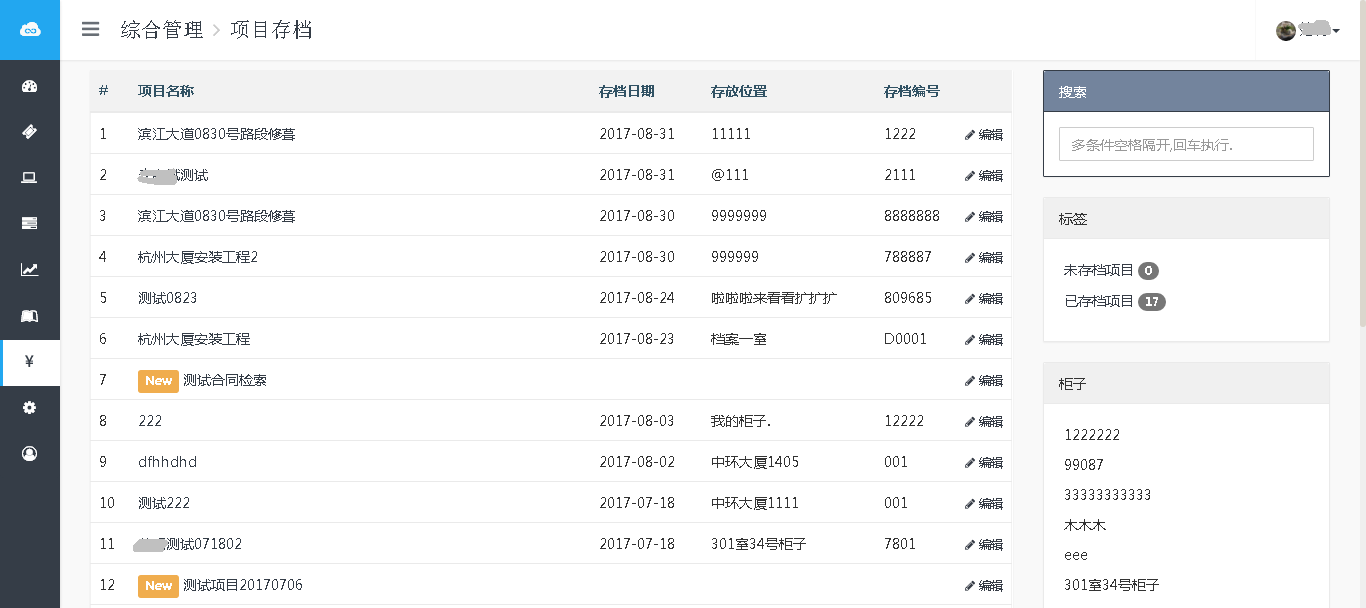 综合管理 > 项目存档
# 项目名称 存档日期 存放位置 存档编号
1 滨江大道0830号路段修葺 2017-08-31 11111 1222 编辑
2 测试 2017-08-31 @111 2111 编辑
3 滨江大道0830号路段修葺 2017-08-30 9999999 8888888 编辑
4 杭州大厦安装工程2 2017-08-30 999999 788887 编辑
5 测试0823 2017-08-24 啦啦啦来看看扩扩扩 809685 编辑
6 杭州大厦安装工程 2017-08-23 档案一室 D0001 编辑
7 New 测试合同检索 编辑
8 222 2017-08-03 我的柜子. 12222 编辑
9 dfhhdhd 2017-08-02 中环大厦1405 001 编辑
10 测试222 2017-07-18 中环大厦1111 001 编辑
11 测试071802 2017-07-18 301室34号柜子 7801 编辑
12 New 测试项目20170706 编辑
搜索
多条件空格隔开,回车执行.
标签
未存档项目 0
已存档项目 17
柜子
1222222
99087
33333333333
木木木
eee
301室34号柜子
¥